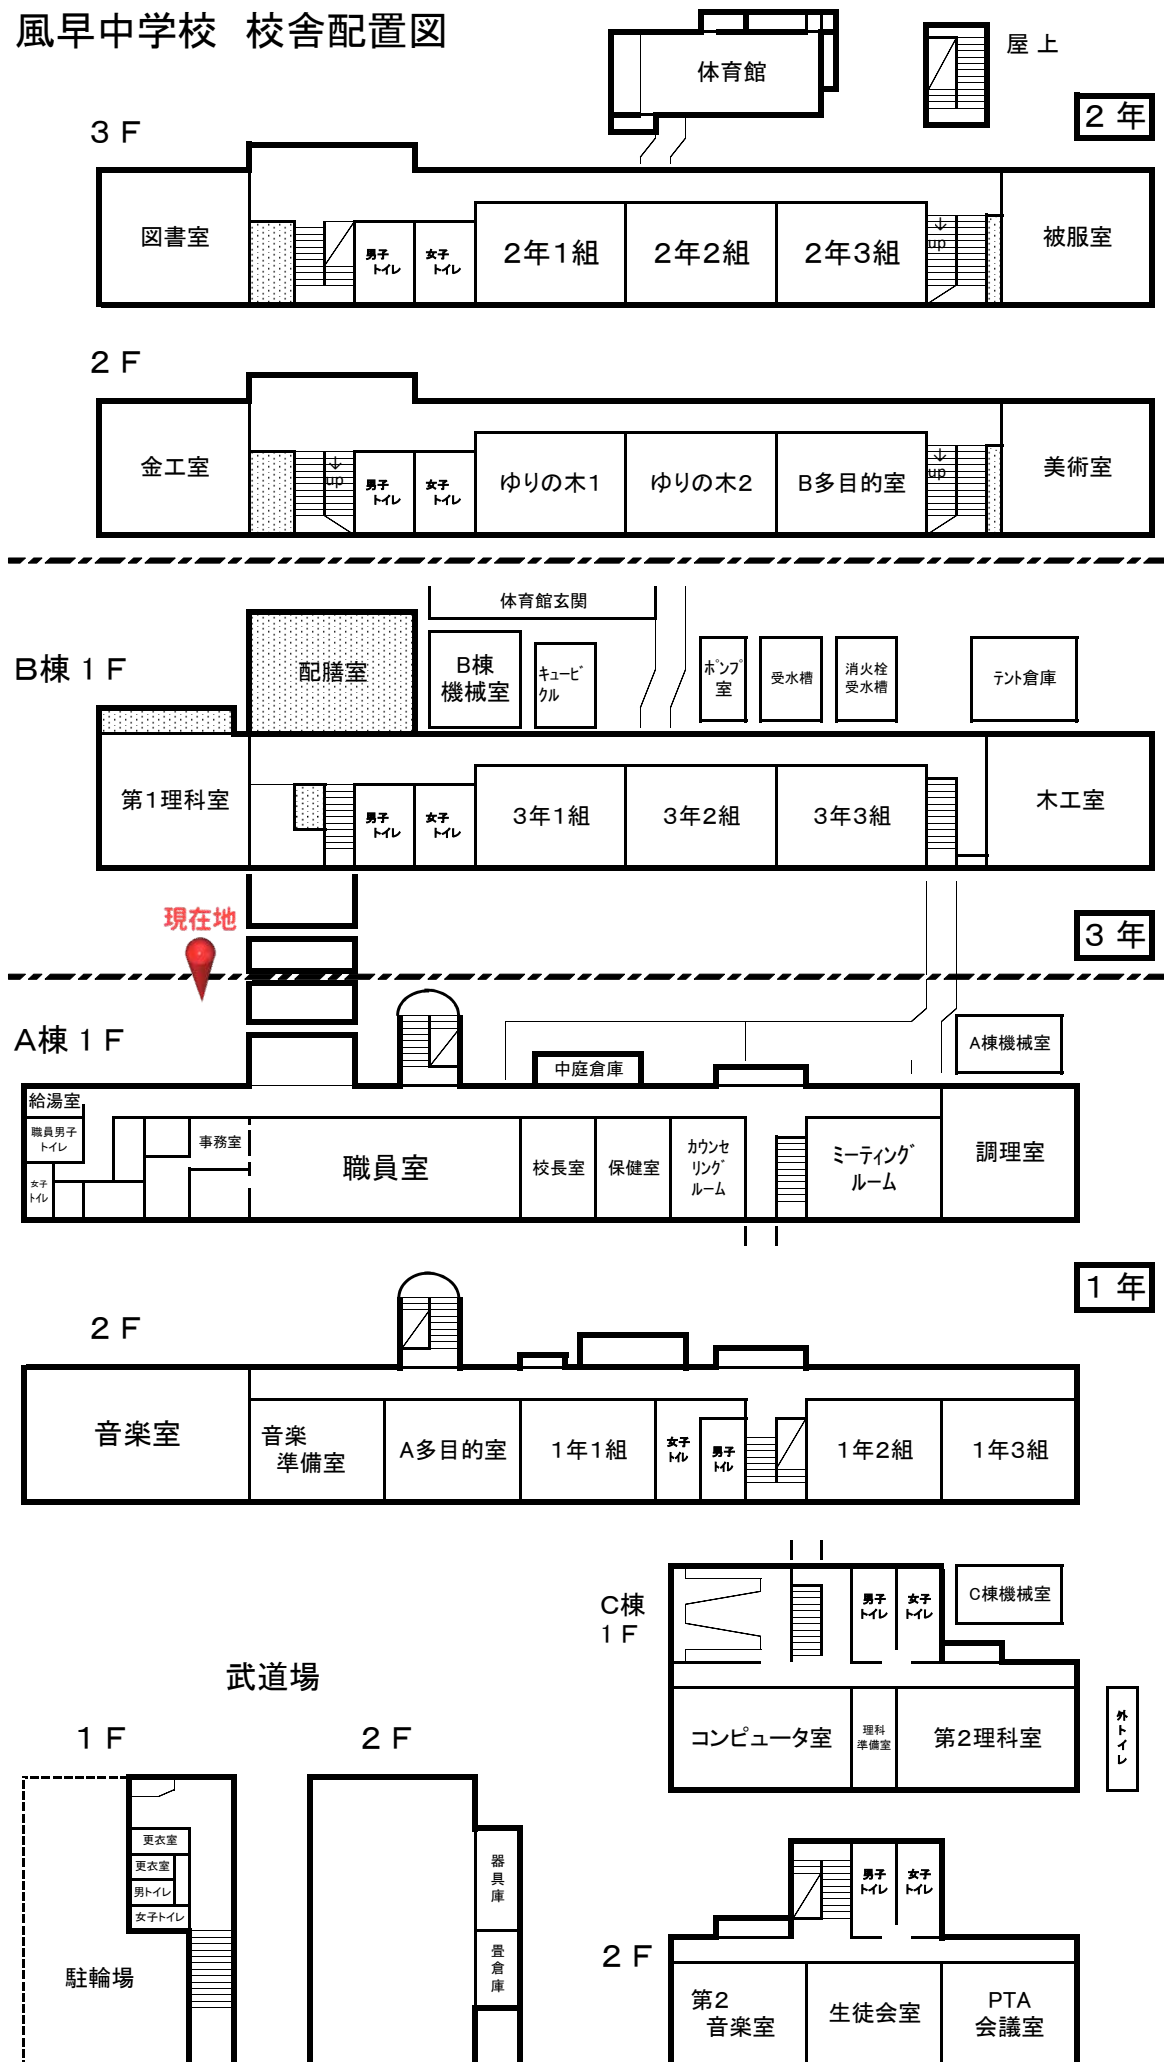 風早中学校 校舎配置図
体育館
屋上
2年
3F
図書室
男子
トイレ
女子
トイレ
2年1組
2年2組
2年3組
↓
up
被服室
2F
金工室
↓
up
男子
トイレ
女子
トイレ
ゆりの木1
ゆりの木2
B多目的室
↓
up
美術室
体育館玄関
B棟1F
配膳室
B棟
機械室
キュービ
クル
ポンプ
室
受水槽
消火栓
受水槽
テント倉庫
第1理科室
男子
トイレ
女子
トイレ
3年1組
3年2組
3年3組
木工室
現在地
3年
A棟1F
中庭倉庫
A棟機械室
給湯室
職員男子
トイレ
女子
トイレ
事務室
職員室
校長室
保健室
カウンセ
リング
ルーム
ミーティング
ルーム
調理室
1年
2F
音楽室
音楽
準備室
A多目的室
1年1組
女子
トイレ
男子
トイレ
1年2組
1年3組
C棟
1F
男子
トイレ
女子
トイレ
C棟機械室
コンピュータ室
理科
準備室
第2理科室
外トイレ
武道場
1F
更衣室
更衣室
男トイレ
女子トイレ
駐輪場
2F
器具庫
畳倉庫
2F
男子
トイレ
女子
トイレ
第2
音楽室
生徒会室
PTA
会議室